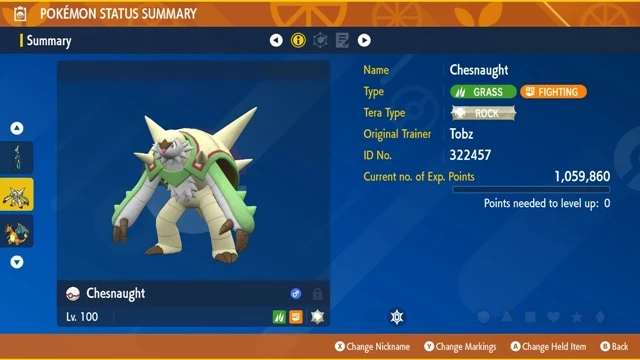 POKÉMON STATUS SUMMARY
Summary
Name Chesnaught
Type GRASS FIGHTING
Tera Type ROCK
Original Trainer Tobz
ID No. 322457
Current no. of Exp. Points 1,059,860
Points needed to level up: 0
Chesnaught
Lv. 100
X Change Nickname Y Change Markings A Change Held Item B Back